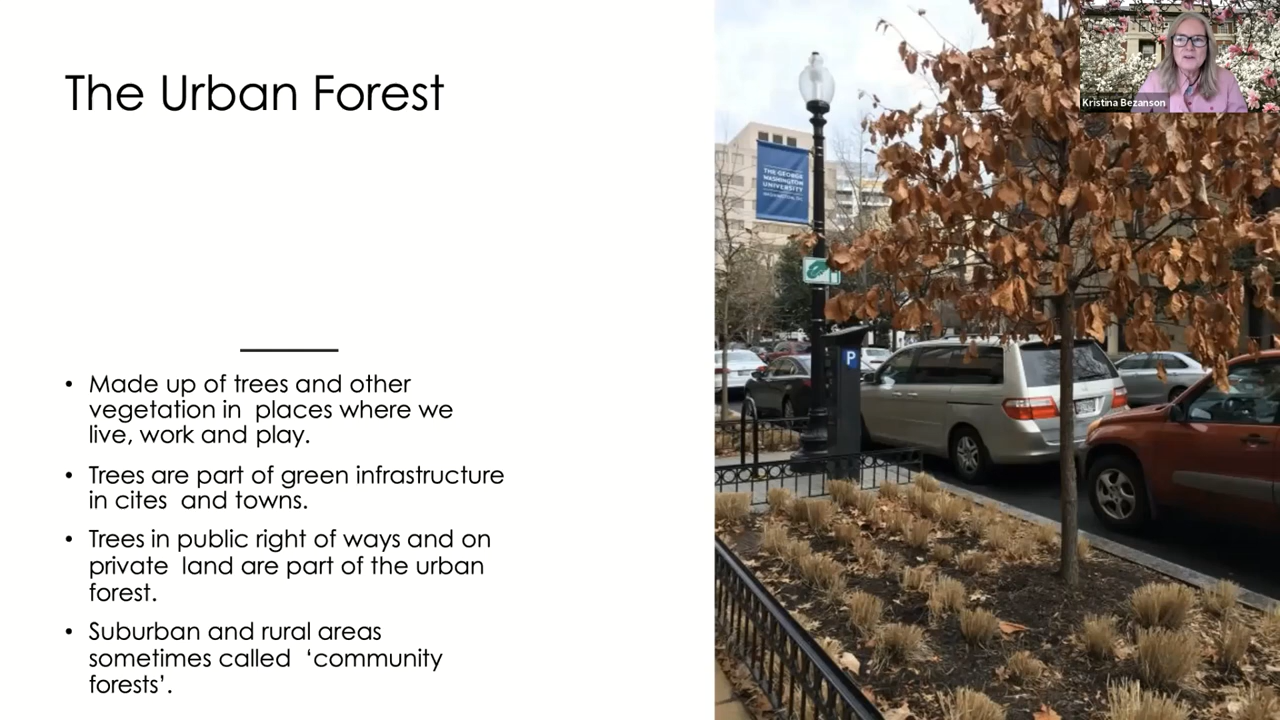 The Urban Forest
• Made up of trees and other
vegetation in places where we
live, work and play.
• Trees are part of green infrastructure
in cites and towns.
• Trees in public right of ways and on
private land are part of the urban
forest.
• Suburban and rural areas
sometimes called ‘community
forests’.
THE GEORGE
WASHINGTON
UNIVERSITY
WASHINGTON, DC
P
Kristina Bezanson